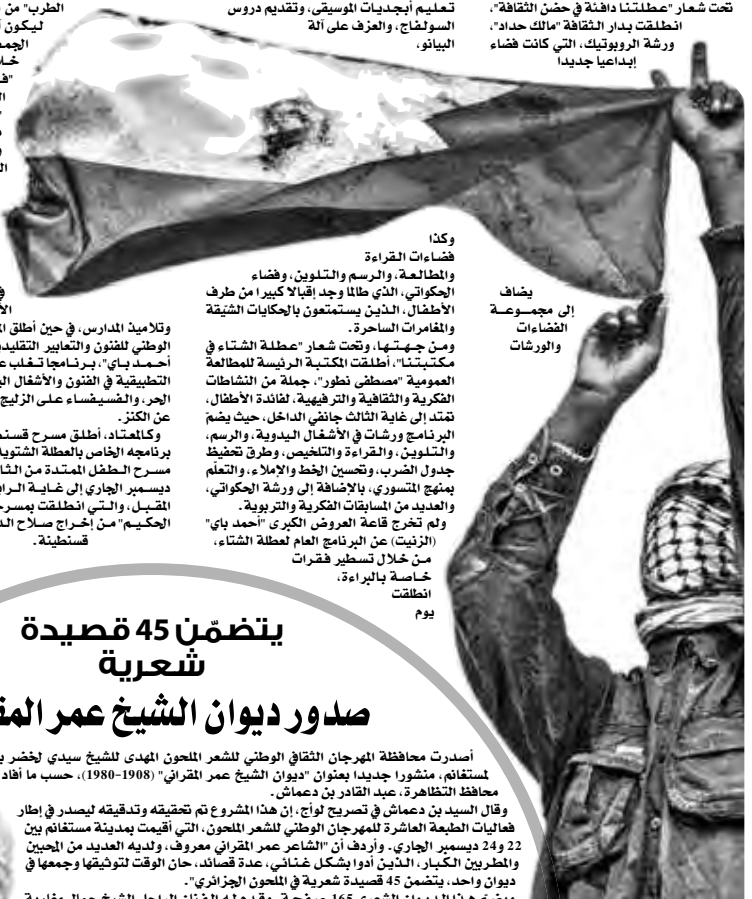 تحت شعار "عطلتنا دافئة في حضن الثقافة"،
انطلقت بدار الثقافة "مالك حداد"،
ورشة الروبوتيك، التي كانت فضاء
إبداعيا جديدا
يضاف
إلى مجموعة
الفضاءات
والورشات
تعليم أبجديات الموسيقى، وتقديم دروس
السولفاج، والعزف على آلة
البيانو،
وكذا
فضاءات القراءة
والمطالعة، والرسم والتلوين، وفضاء
الحكواتي، الذي طالما وجد إقبالا كبيرا من طرف
الأطفال، الذين يستمتعون بالحكايات الشيّقة
والمغامرات الساحرة.
ومن جهتها، وتحت شعار "عطلة الشتاء في
مكتبتنا"، أطلقت المكتبة الرئيسة للمطالعة
العمومية "مصطفى نطور"، جملة من النشاطات
الفكرية والثقافية والترفيهية، لفائدة الأطفال،
تمتد إلى غاية الثالث جانفي الداخل، حيث يضمّ
البرنامج ورشات في الأشغال اليدوية، والرسم،
والتلوين، والقراءة والتلخيص، وطرق تحفيظ
جدول الضرب، وتحسين الخط والإملاء، والتعلّم
بمنهج المنتسوري، بالإضافة إلى ورشة الحكواتي،
والعديد من المسابقات الفكرية والتربوية.
ولم تخرج قاعة العروض الكبرى "أحمد باي"
(الزنيت) عن البرنامج العام لعطلة الشتاء،
من خلال تسطير فقرات
خاصة بالبراءة،
انطلقت
يوم
الطرب" من
ليكون
وتلاميذ المدارس، في حين أطلق
الوطني للفنون والتعابير
أحمد باي"، برنامجا تغلب
التطبيقية في الفنون والأشغال
الحر، والفسيفساء على الزليج
عن الكنز.
وكالمعتاد، أطلق مسرح
برنامجه الخاص بالعطلة
مسرح الطفل الممتدة من
ديسمبر الجاري إلى غاية
المقبل، والتي انطلقت
الحكيم" من إخراج صلاح
قسنطينة.
يتضمّن 45 قصيدة
شعرية
صدور ديوان الشيخ عمر
أصدرت محافظة المهرجان الثقافي الوطني للشعر الملحون المهدى للشيخ سيدي لخضر
لمستغانم، منشورا جديدا بعنوان "ديوان الشيخ عمر المقراني" (1908-1980)، حسب ما أفاد
محافظ التظاهرة، عبد القادر بن دعماش.
وقال السيد بن دعماش في تصريح لوأج، إن هذا المشروع تم تحقيقه وتدقيقه ليصدر في إطار
فعاليات الطبعة العاشرة للمهرجان الوطني للشعر الملحون، التي أقيمت بمدينة مستغانم بين
22 و24 ديسمبر الجاري. وأردف أن "الشاعر عمر المقراني معروف، ولديه العديد من المحبين
والمطربين الكبار، الذين أدوا بشكل غنائي، عدة قصائد، حان الوقت لتوثيقها وجمعها في
ديوان واحد، يتضمن 45 قصيدة شعرية في الملحون الجزائري".